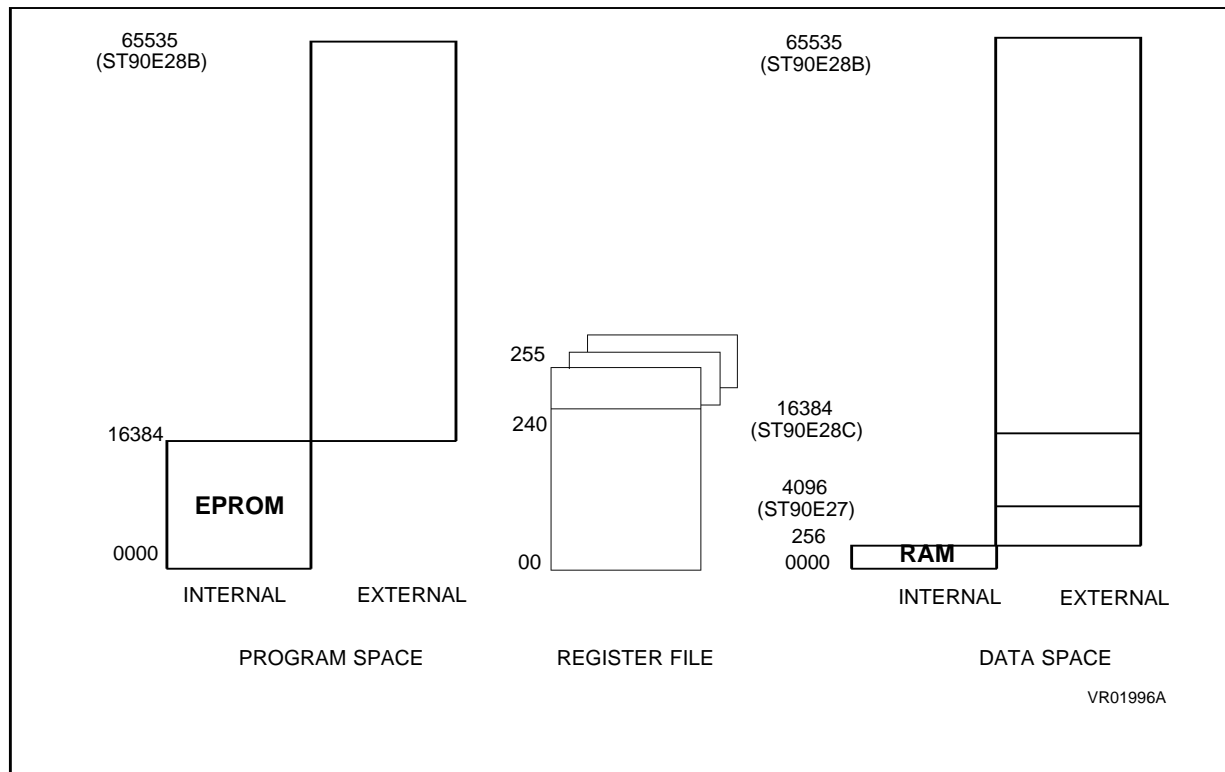 65535
(ST90E28B)
16384
EPROM
0000
INTERNAL
EXTERNAL
PROGRAM SPACE
255
240
00
REGISTER FILE
65535
(ST90E28B)
16384
(ST90E28C)
4096
(ST90E27)
256
0000
RAM
INTERNAL
EXTERNAL
DATA SPACE
VR01996A